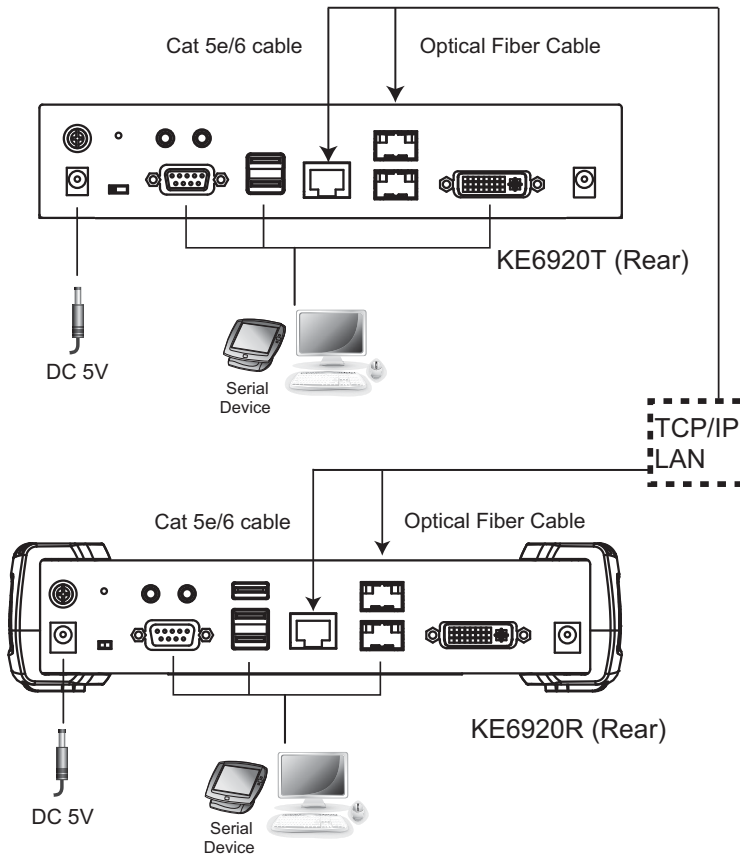 Cat 5e/6 cable
Optical Fiber Cable
KE6920T (Rear)
DC 5V
Serial
Device
TCP/IP
LAN
Cat 5e/6 cable
Optical Fiber Cable
KE6920R (Rear)
DC 5V
Serial
Device